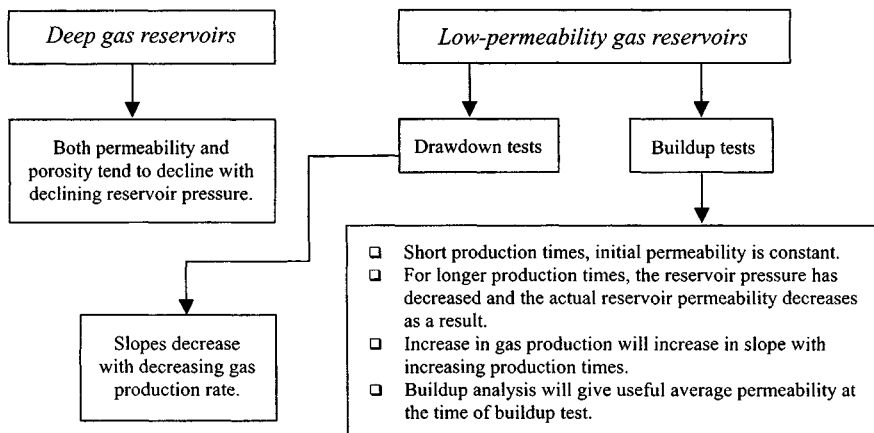 Deep gas reservoirs
Low-permeability gas reservoirs
Both permeability and
porosity tend to decline with
declining reservoir pressure.
Drawdown tests
Buildup tests
Slopes decrease
with decreasing gas
production rate.
❑ Short production times, initial permeability is constant.
❑ For longer production times, the reservoir pressure has
decreased and the actual reservoir permeability decreases
as a result.
❑ Increase in gas production will increase in slope with
increasing production times.
❑ Buildup analysis will give useful average permeability at
the time of buildup test.